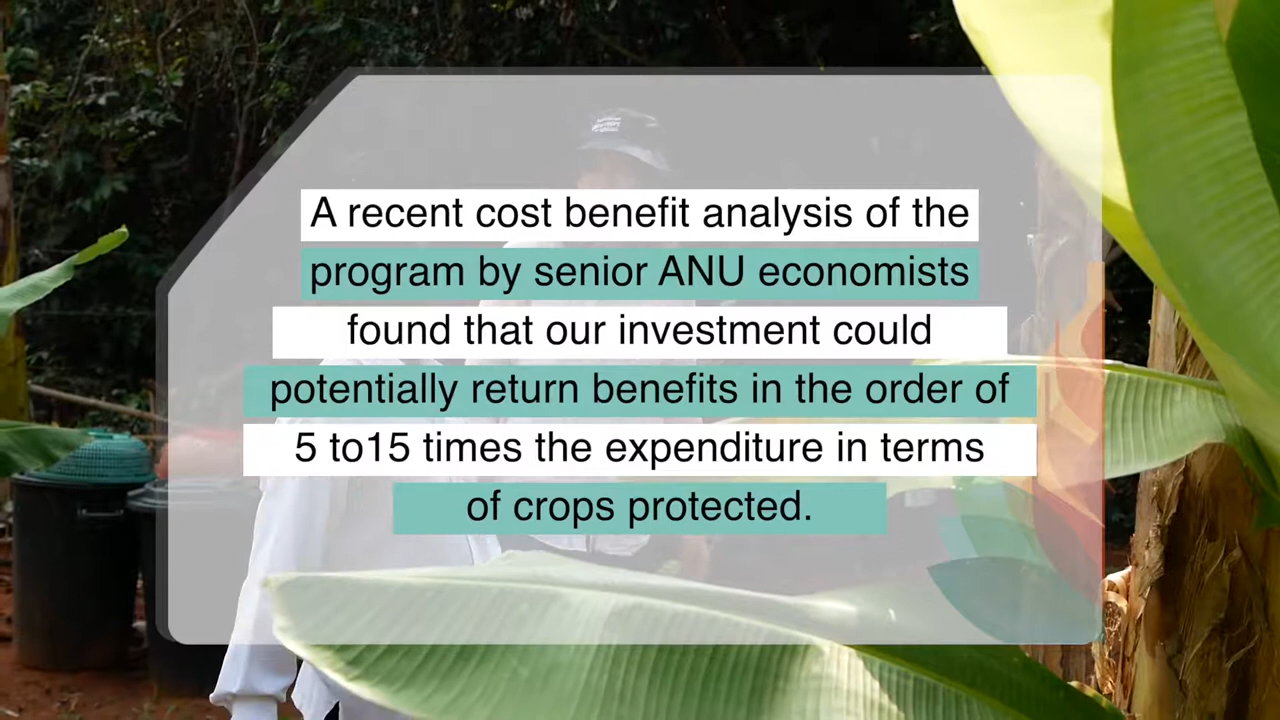 A recent cost benefit analysis of the
program by senior ANU economists
found that our investment could
potentially return benefits in the order of
5 to15 times the expenditure in terms
of crops protected.